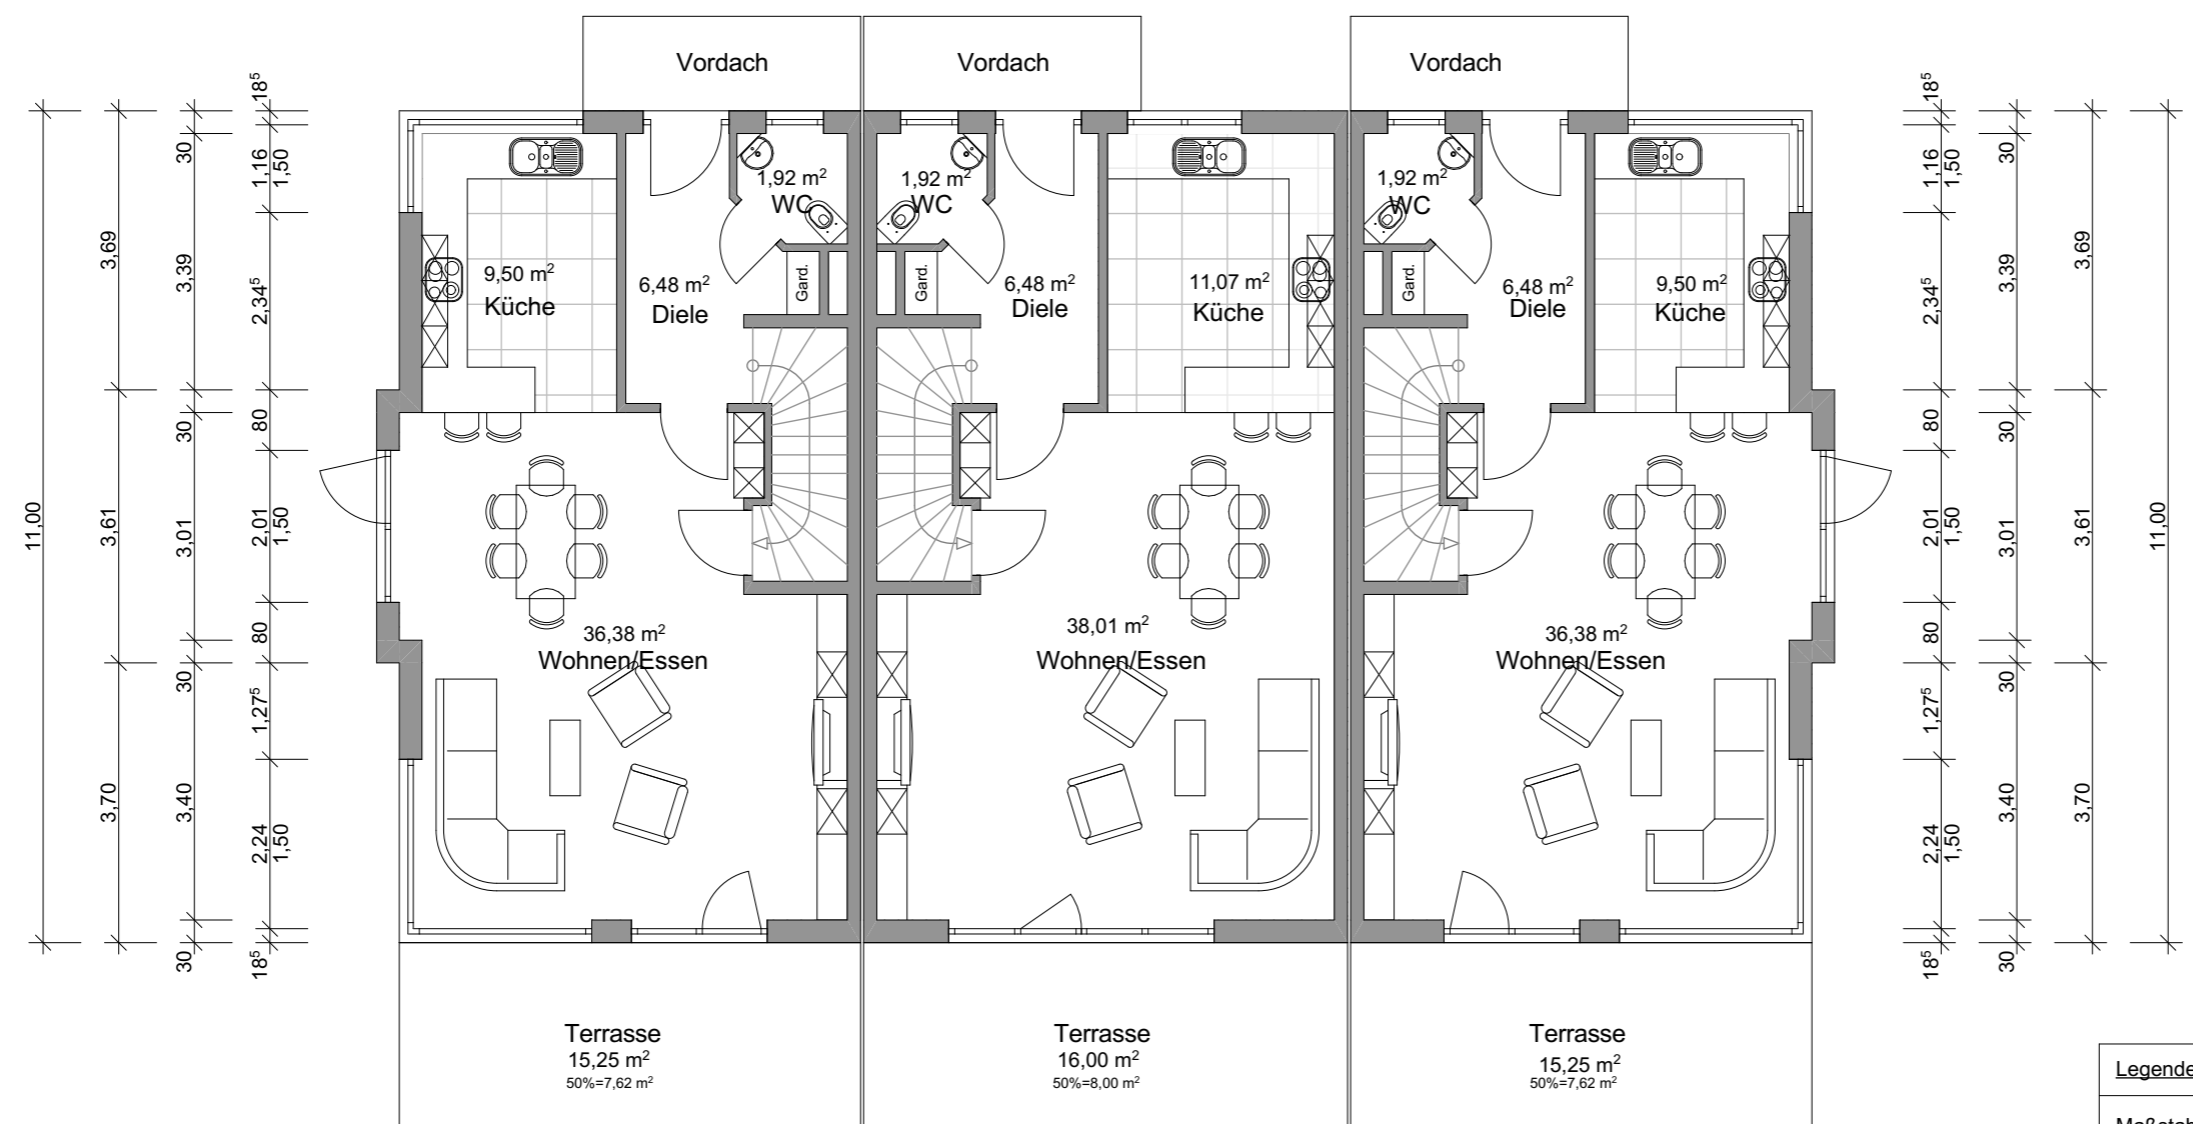 Vordach
Vordach
Vordach
1,92 m²
WC
1,92 m²
WC
1,92 m²
WC
9,50 m²
Küche
6,48 m²
Diele
Gard.
Gard.
6,48 m²
Diele
11,07 m²
Küche
Gard.
6,48 m²
Diele
9,50 m²
Küche
36,38 m²
Wohnen/Essen
38,01 m²
Wohnen/Essen
36,38 m²
Wohnen/Essen
Terrasse
15,25 m²
50%=7,62 m²
Terrasse
16,00 m²
50%=8,00 m²
Terrasse
15,25 m²
50%=7,62 m²
11,00
3,69
3,61
3,70
30
3,39
30
3,01
30
3,40
30
18⁵
1,16
1,50
2,34⁵
80
2,01
1,50
80
1,27⁵
2,24
1,50
18⁵
18⁵
1,16
1,50
2,34⁵
80
2,01
1,50
80
1,27⁵
2,24
1,50
18⁵
30
3,39
30
3,01
30
3,40
30
3,69
3,61
3,70
11,00
Legende